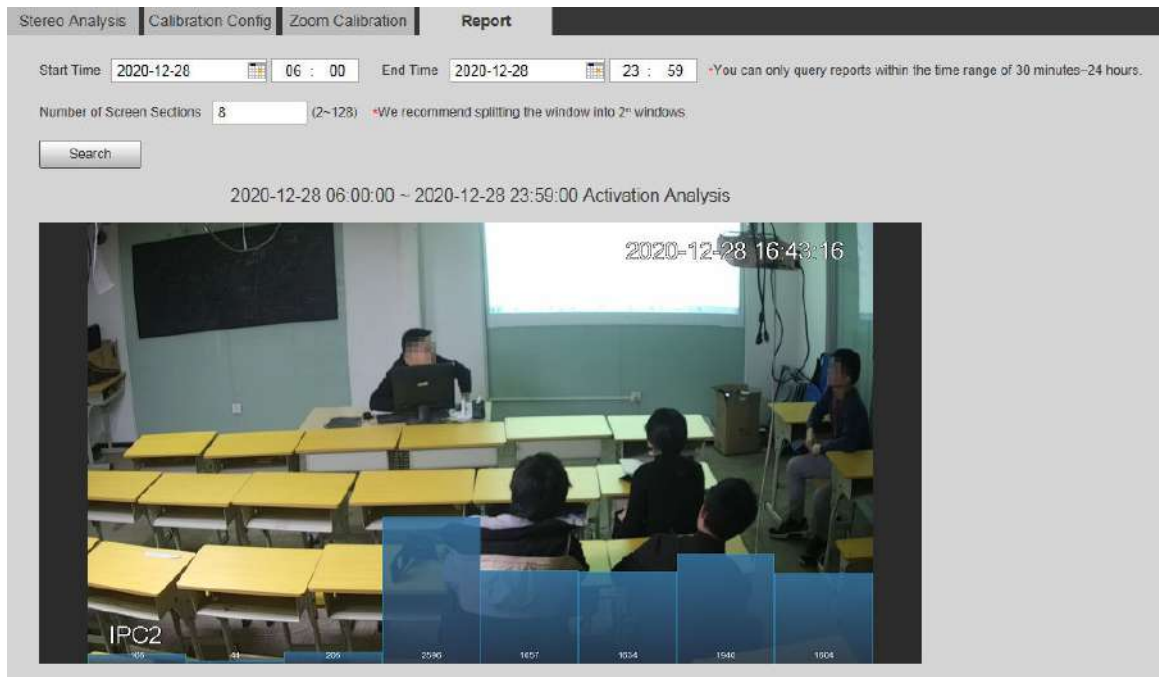 Stereo Analysis Calibration Config Zoom Calibration Report
Start Time 2020-12-28 06 : 00 End Time 2020-12-28 23 : 59 *You can only query reports within the time range of 30 minutes~24 hours.
Number of Screen Sections 8 (2~128) *We recommend splitting the window into 2ⁿ windows
Search
2020-12-28 06:00:00 ~ 2020-12-28 23:59:00 Activation Analysis
2020-12-28 16:43:16
IPC2
2596 1657 1634 1604